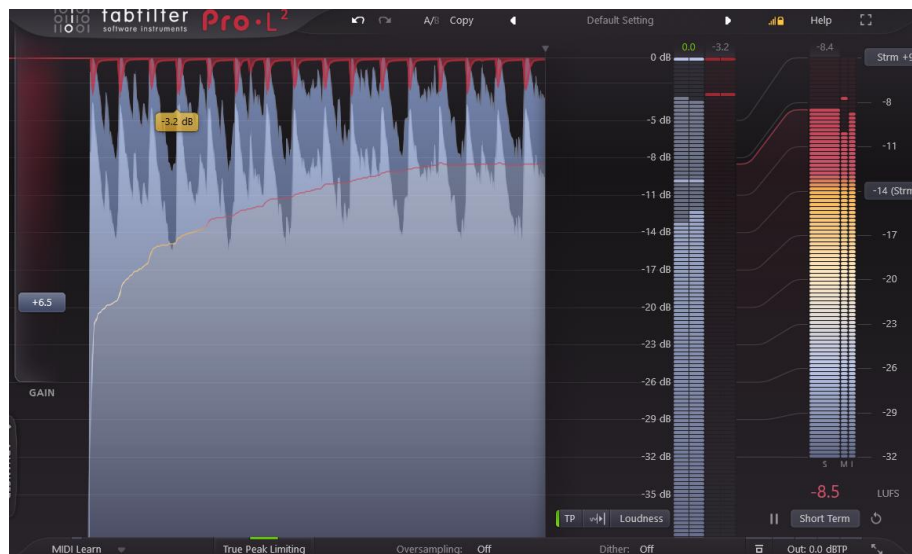 fabfilter
software instruments
Pro·L²
A/B Copy
Default Setting
Help
0.0 -3.2
-8.4
0 dB
-5 dB
-8 dB
-11 dB
-14 dB
-17 dB
-20 dB
-23 dB
-26 dB
-29 dB
-32 dB
-35 dB
-3.2 dB
+6.5
GAIN
Strm +9
-8
-11
-14 (Strm
-17
-20
-23
-26
-29
-32
S M I
-8.5 LUFS
TP
Loudness
Short Term
MIDI Learn
True Peak Limiting
Oversampling: Off
Dither: Off
Out: 0.0 dBTP